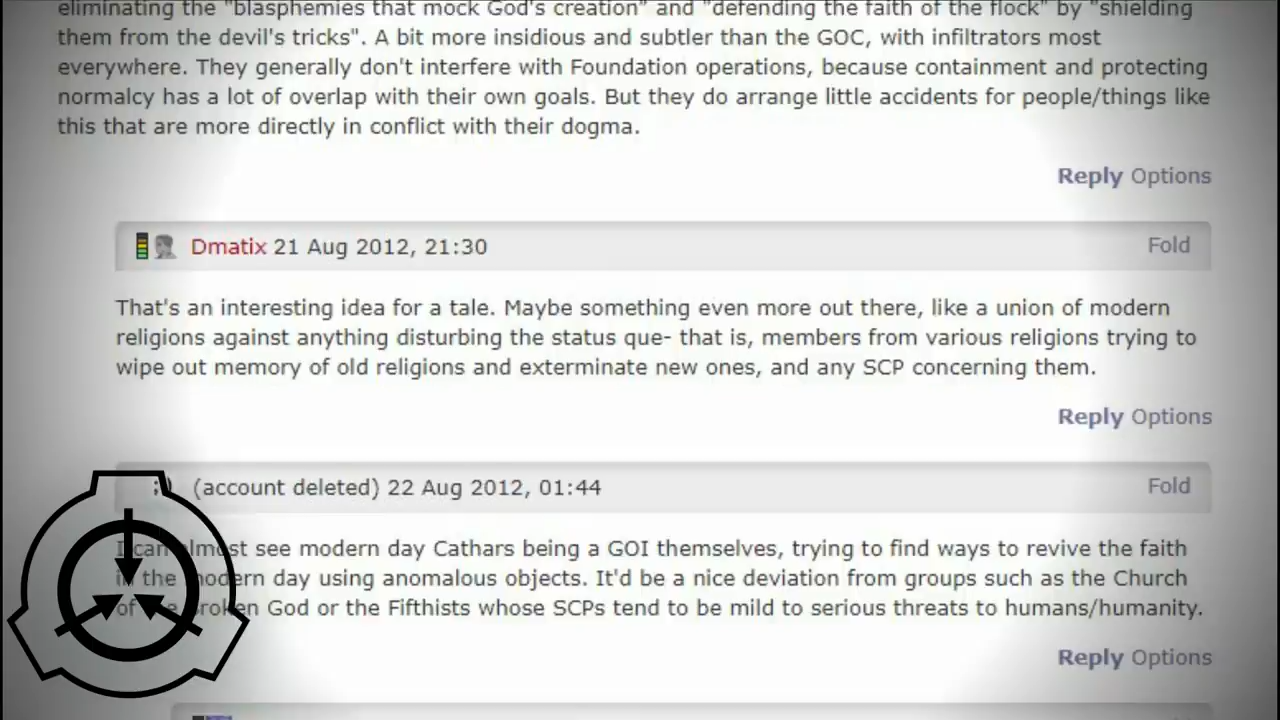 eliminating the "blasphemies that mock God's creation" and "defending the faith of the flock" by "shielding
them from the devil's tricks". A bit more insidious and subtler than the GOC, with infiltrators most
everywhere. They generally don't interfere with Foundation operations, because containment and protecting
normalcy has a lot of overlap with their own goals. But they do arrange little accidents for people/things like
this that are more directly in conflict with their dogma.
Reply Options
Dmatix 21 Aug 2012, 21:30 Fold
That's an interesting idea for a tale. Maybe something even more out there, like a union of modern
religions against anything disturbing the status que- that is, members from various religions trying to
wipe out memory of old religions and exterminate new ones, and any SCP concerning them.
Reply Options
(account deleted) 22 Aug 2012, 01:44 Fold
I can almost see modern day Cathars being a GOI themselves, trying to find ways to revive the faith
in the modern day using anomalous objects. It'd be a nice deviation from groups such as the Church
of the Broken God or the Fifthists whose SCPs tend to be mild to serious threats to humans/humanity.
Reply Options